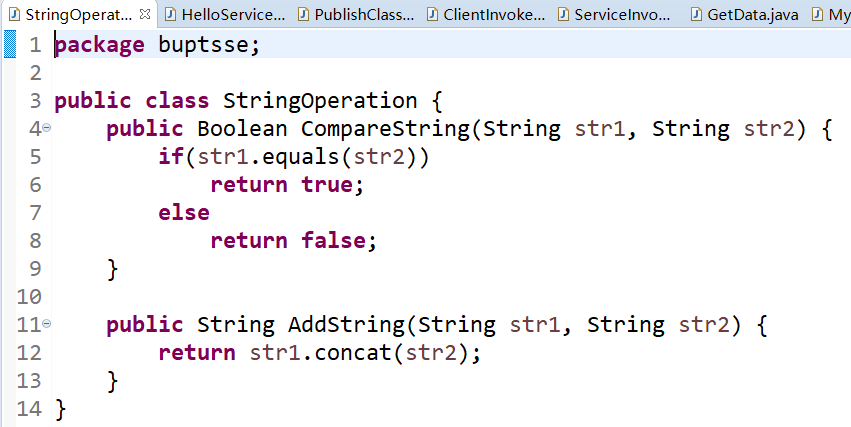 StringOperat... HelloService... PublishClass... ClientInvoke... ServiceInvo... GetData.java My
1 package buptsse;
2
3 public class StringOperation {
4     public Boolean CompareString(String str1, String str2) {
5         if(str1.equals(str2))
6             return true;
7         else
8             return false;
9     }
10
11     public String AddString(String str1, String str2) {
12         return str1.concat(str2);
13     }
14 }